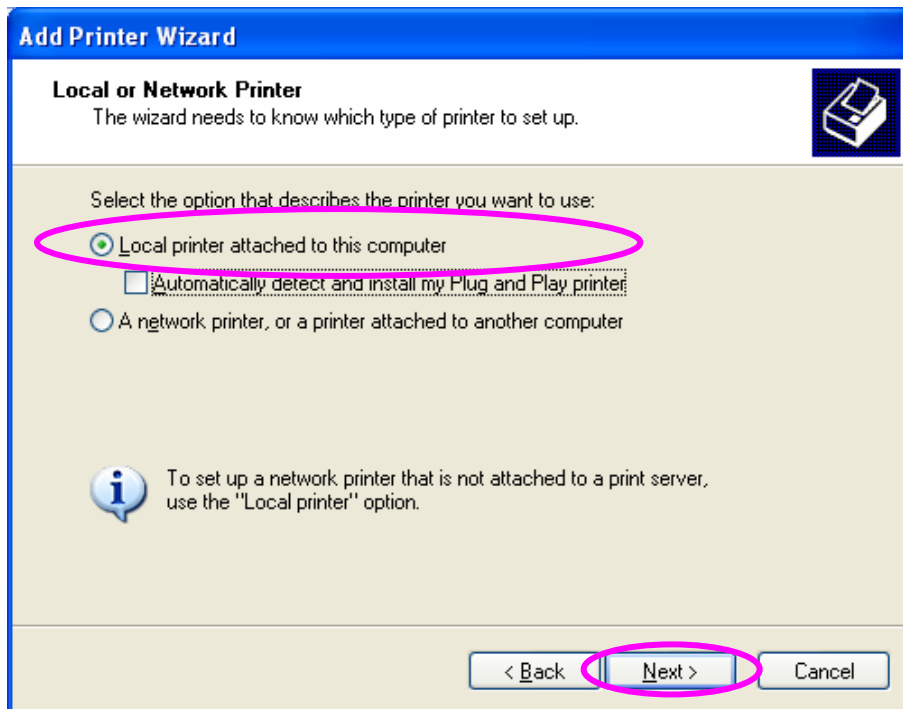 Add Printer Wizard
Local or Network Printer
The wizard needs to know which type of printer to set up.
Select the option that describes the printer you want to use:
Local printer attached to this computer
Automatically detect and install my Plug and Play printer
A network printer, or a printer attached to another computer
To set up a network printer that is not attached to a print server,
use the "Local printer" option.
< Back Next > Cancel